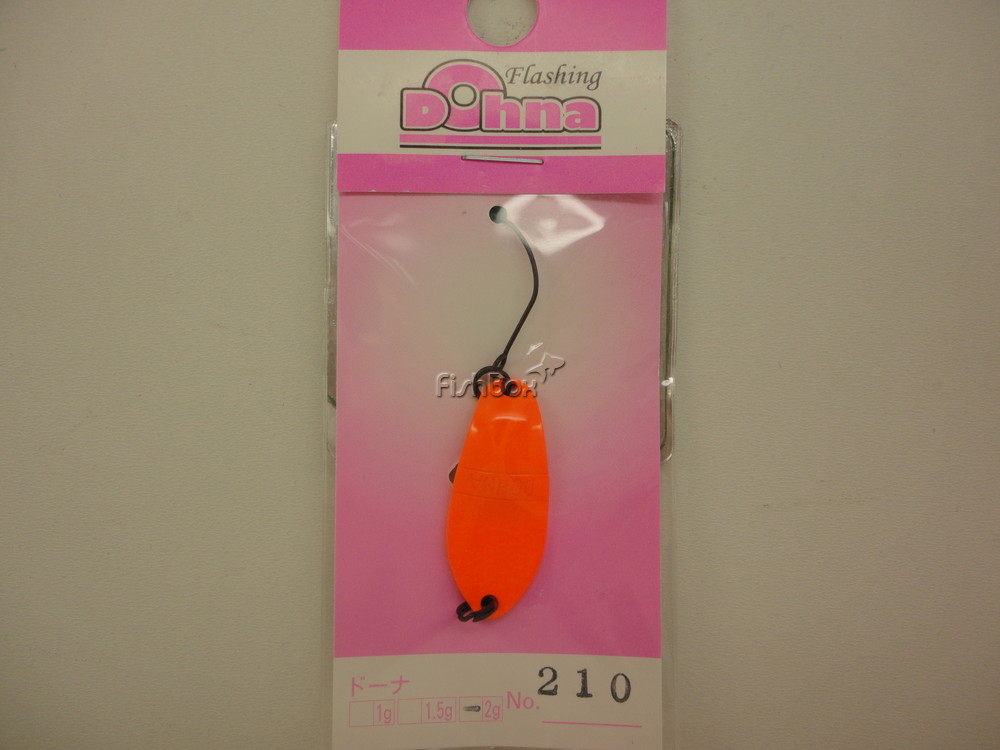 Flashing
Dohna
FishBox
ドーナ
1g 1.5g 2g No. 210